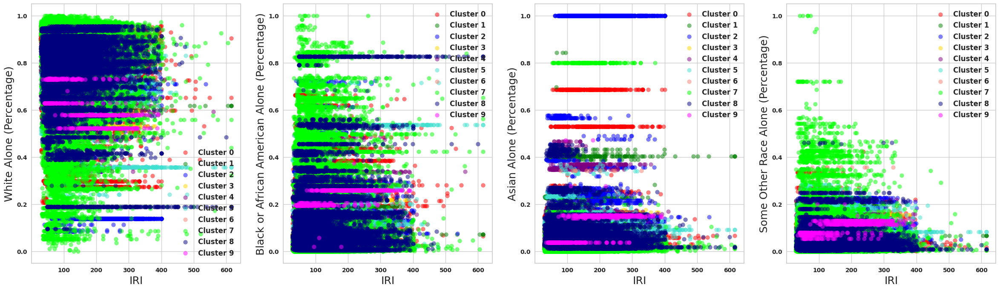 White Alone (Percentage)
1.0
0.8
0.6
0.4
0.2
0.0
100 200 300 400 500 600
IRI
Cluster 0
Cluster 1
Cluster 2
Cluster 3
Cluster 4
Cluster 5
Cluster 6
Cluster 7
Cluster 8
Cluster 9
Black or African American Alone (Percentage)
1.0
0.8
0.6
0.4
0.2
0.0
100 200 300 400 500 600
IRI
Cluster 0
Cluster 1
Cluster 2
Cluster 3
Cluster 4
Cluster 5
Cluster 6
Cluster 7
Cluster 8
Cluster 9
Asian Alone (Percentage)
1.0
0.8
0.6
0.4
0.2
0.0
100 200 300 400 500 600
IRI
Cluster 0
Cluster 1
Cluster 2
Cluster 3
Cluster 4
Cluster 5
Cluster 6
Cluster 7
Cluster 8
Cluster 9
Some Other Race Alone (Percentage)
1.0
0.8
0.6
0.4
0.2
0.0
100 200 300 400 500 600
IRI
Cluster 0
Cluster 1
Cluster 2
Cluster 3
Cluster 4
Cluster 5
Cluster 6
Cluster 7
Cluster 8
Cluster 9